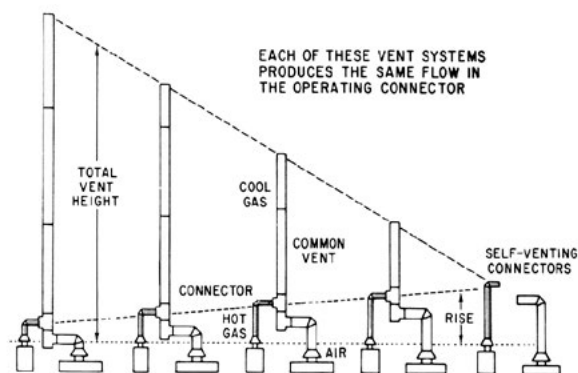 EACH OF THESE VENT SYSTEMS
PRODUCES THE SAME FLOW IN
THE OPERATING CONNECTOR
TOTAL
VENT
HEIGHT
COOL
GAS
COMMON
VENT
SELF-VENTING
CONNECTORS
CONNECTOR
HOT
GAS
RISE
AIR